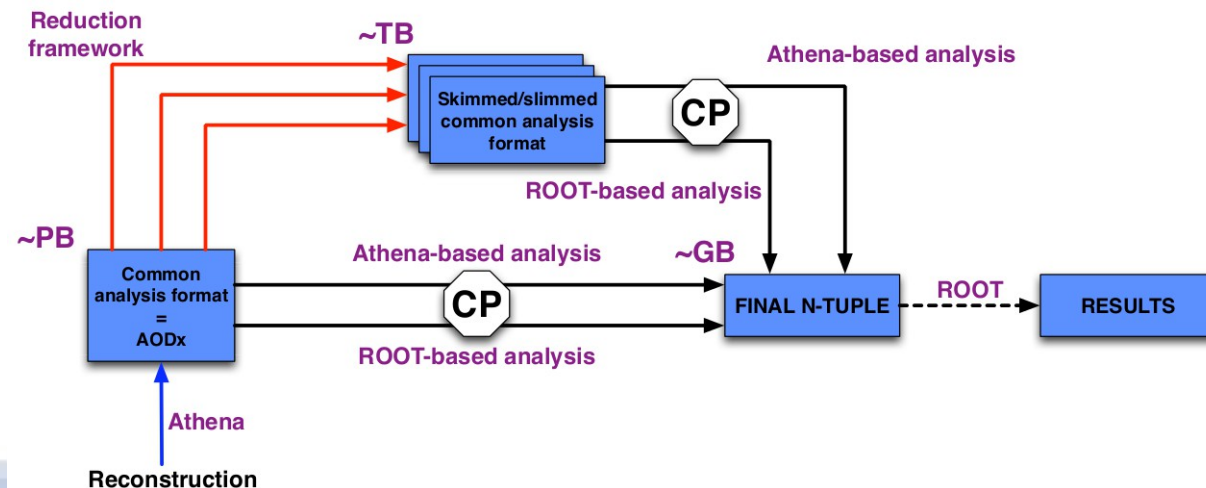 Reduction
framework
~TB
Athena-based analysis
Skimmed/slimmed
common analysis
format
CP
ROOT-based analysis
~PB
Common
analysis format
=
AODx
Athena-based analysis
CP
ROOT-based analysis
~GB
FINAL N-TUPLE
ROOT
RESULTS
Athena
Reconstruction